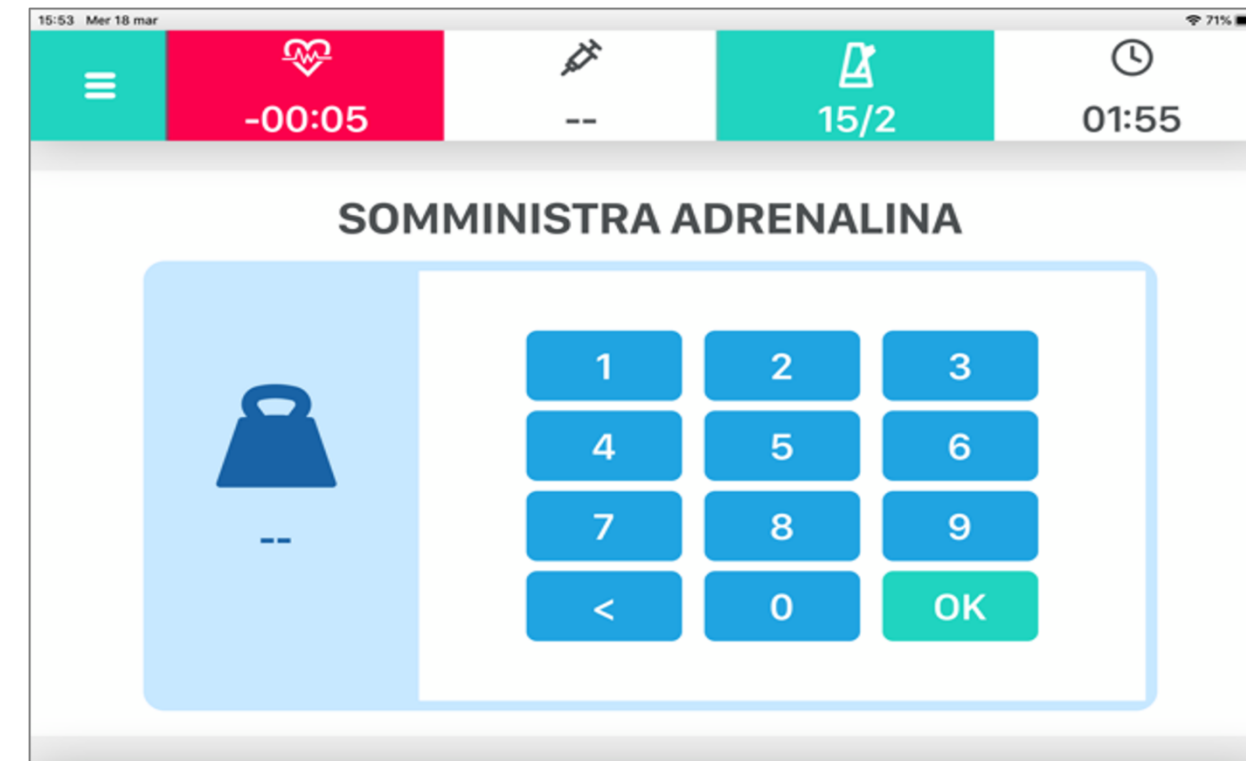 15:53 Mer 18 mar 71%
-00:05 -- 15/2 01:55
SOMMINISTRA ADRENALINA
1 2 3
4 5 6
7 8 9
--
< 0 OK